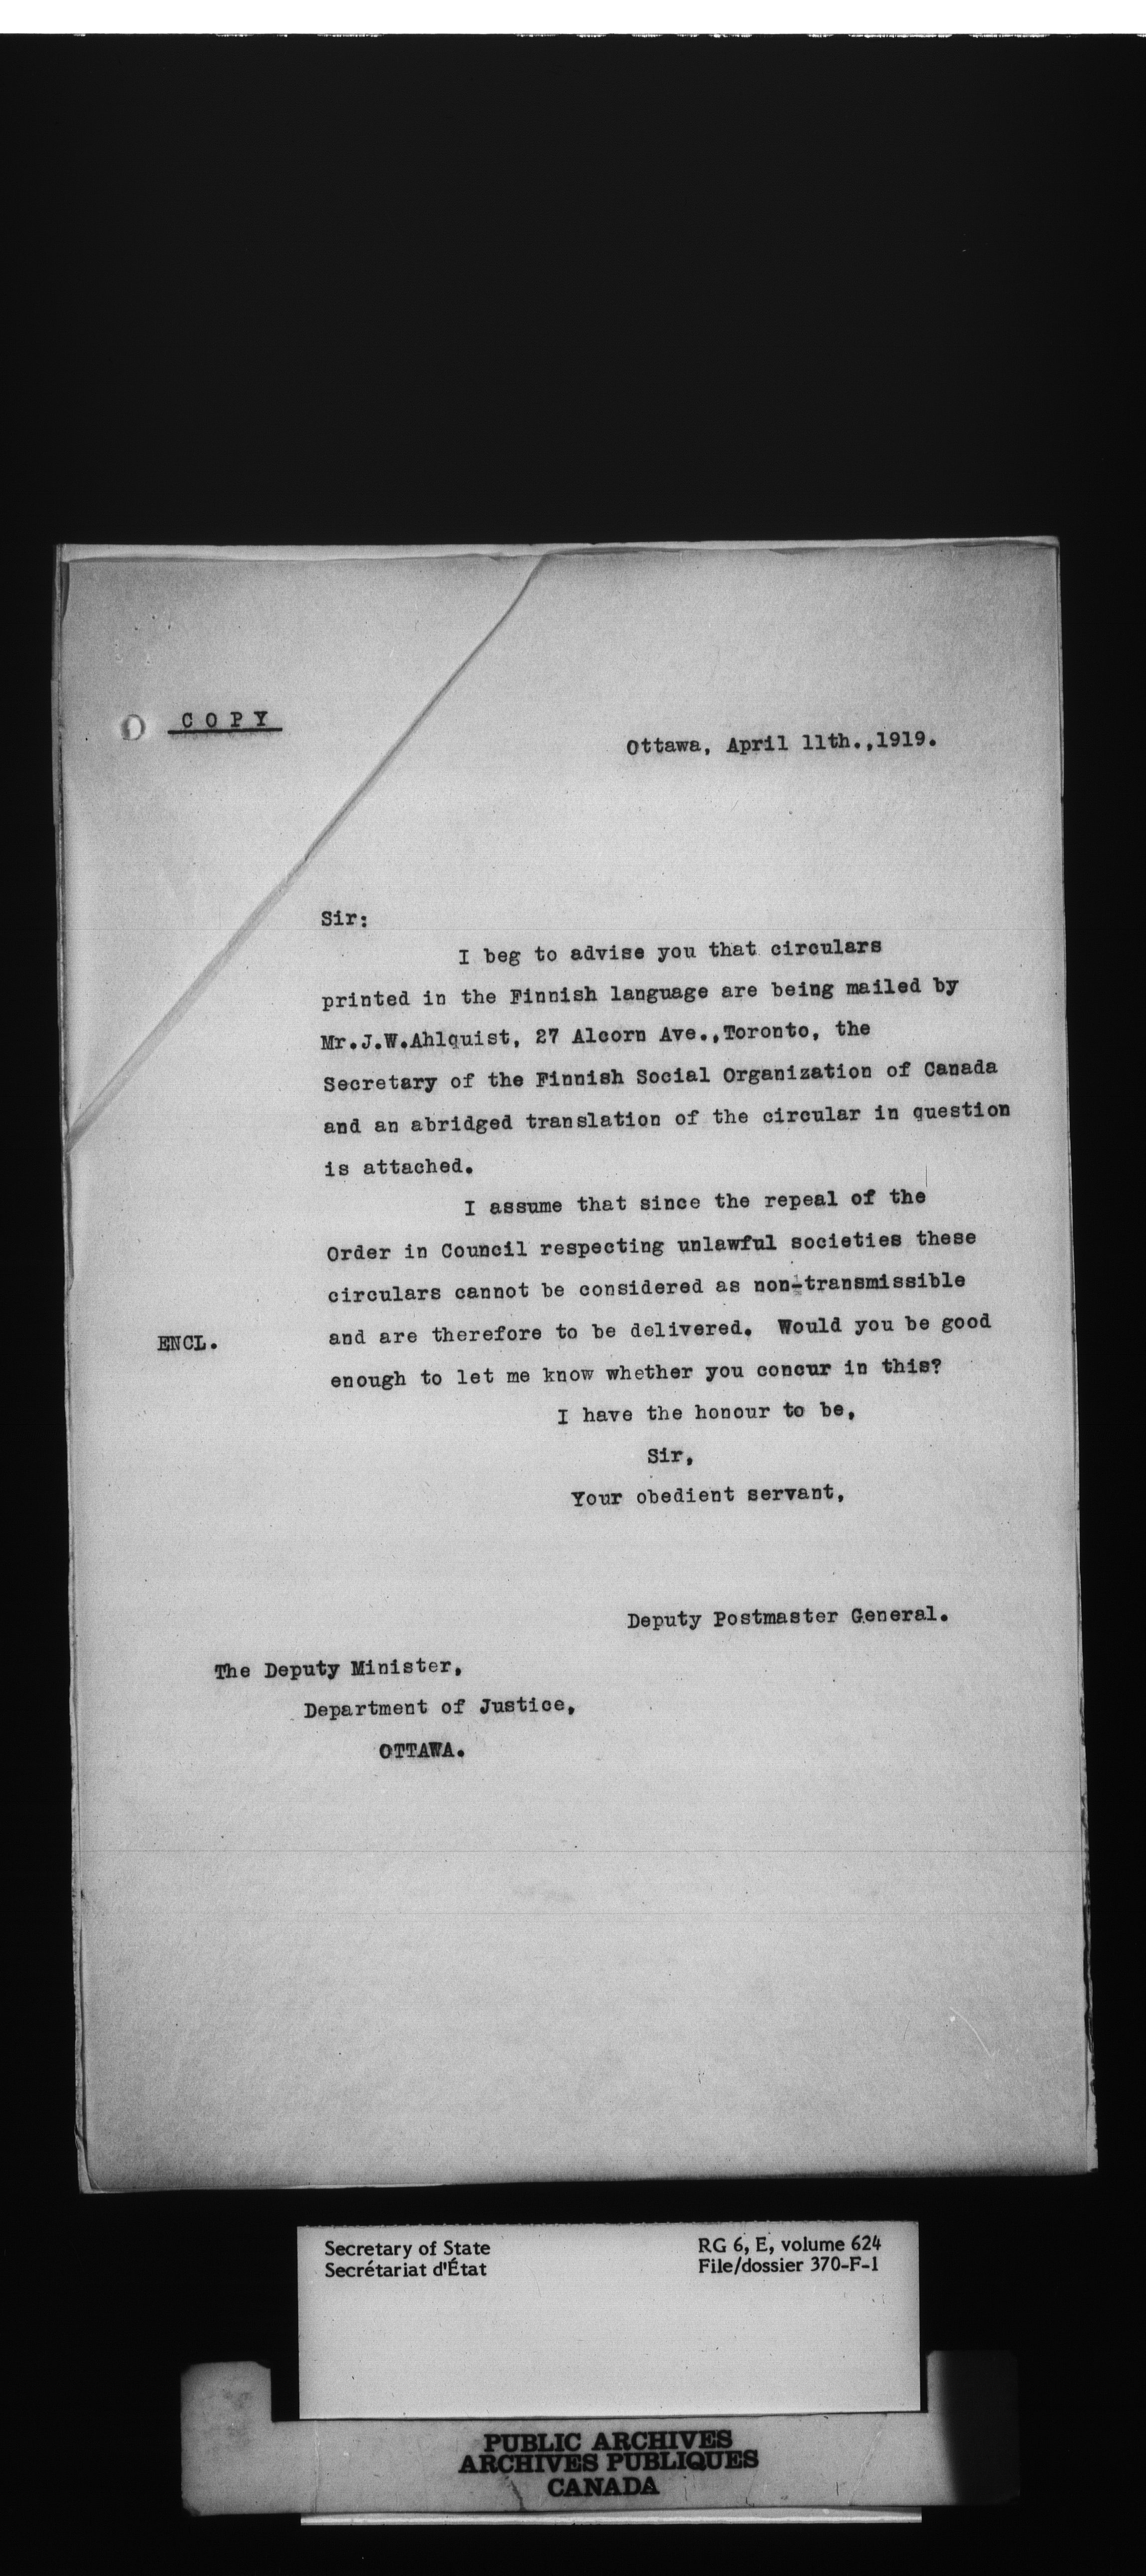 C O P Y
Ottawa, April 11th.,1919.
Sir:
I beg to advise you that circulars
printed in the Finnish language are being mailed by
Mr.J.W.Ahlquist, 27 Alcorn Ave.,Toronto, the
Secretary of the Finnish Social Organization of Canada
and an abridged translation of the circular in question
is attached.
I assume that since the repeal of the
Order in Council respecting unlawful societies these
circulars cannot be considered as non-transmissible
ENCL. and are therefore to be delivered. Would you be good
enough to let me know whether you concur in this?
I have the honour to be,
Sir,
Your obedient servant,
Deputy Postmaster General.
The Deputy Minister,
Department of Justice,
OTTAWA.
Secretary of State RG 6, E, volume 624
Secrétariat d'État File/dossier 370-F-1
PUBLIC ARCHIVES
ARCHIVES PUBLIQUES
CANADA